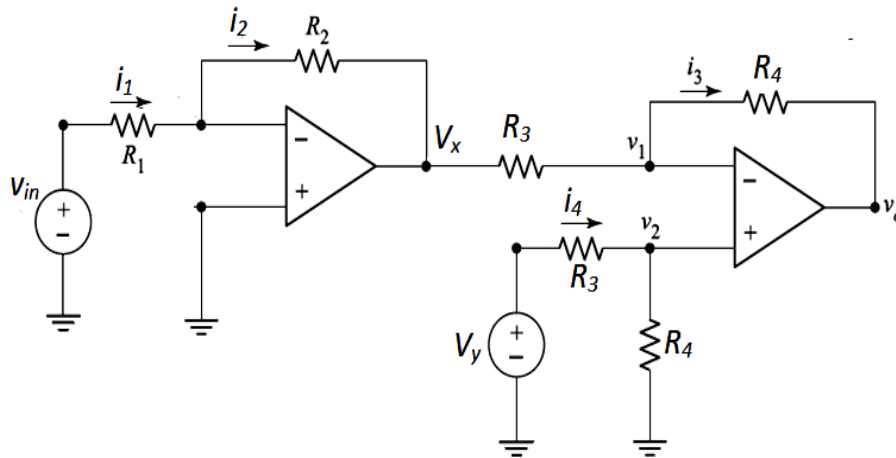 i2
R2
i1
R1
vin
+
−
−
+
Vx
R3
v1
i3
R4
−
+
i4
v2
R3
Vy
+
−
R4